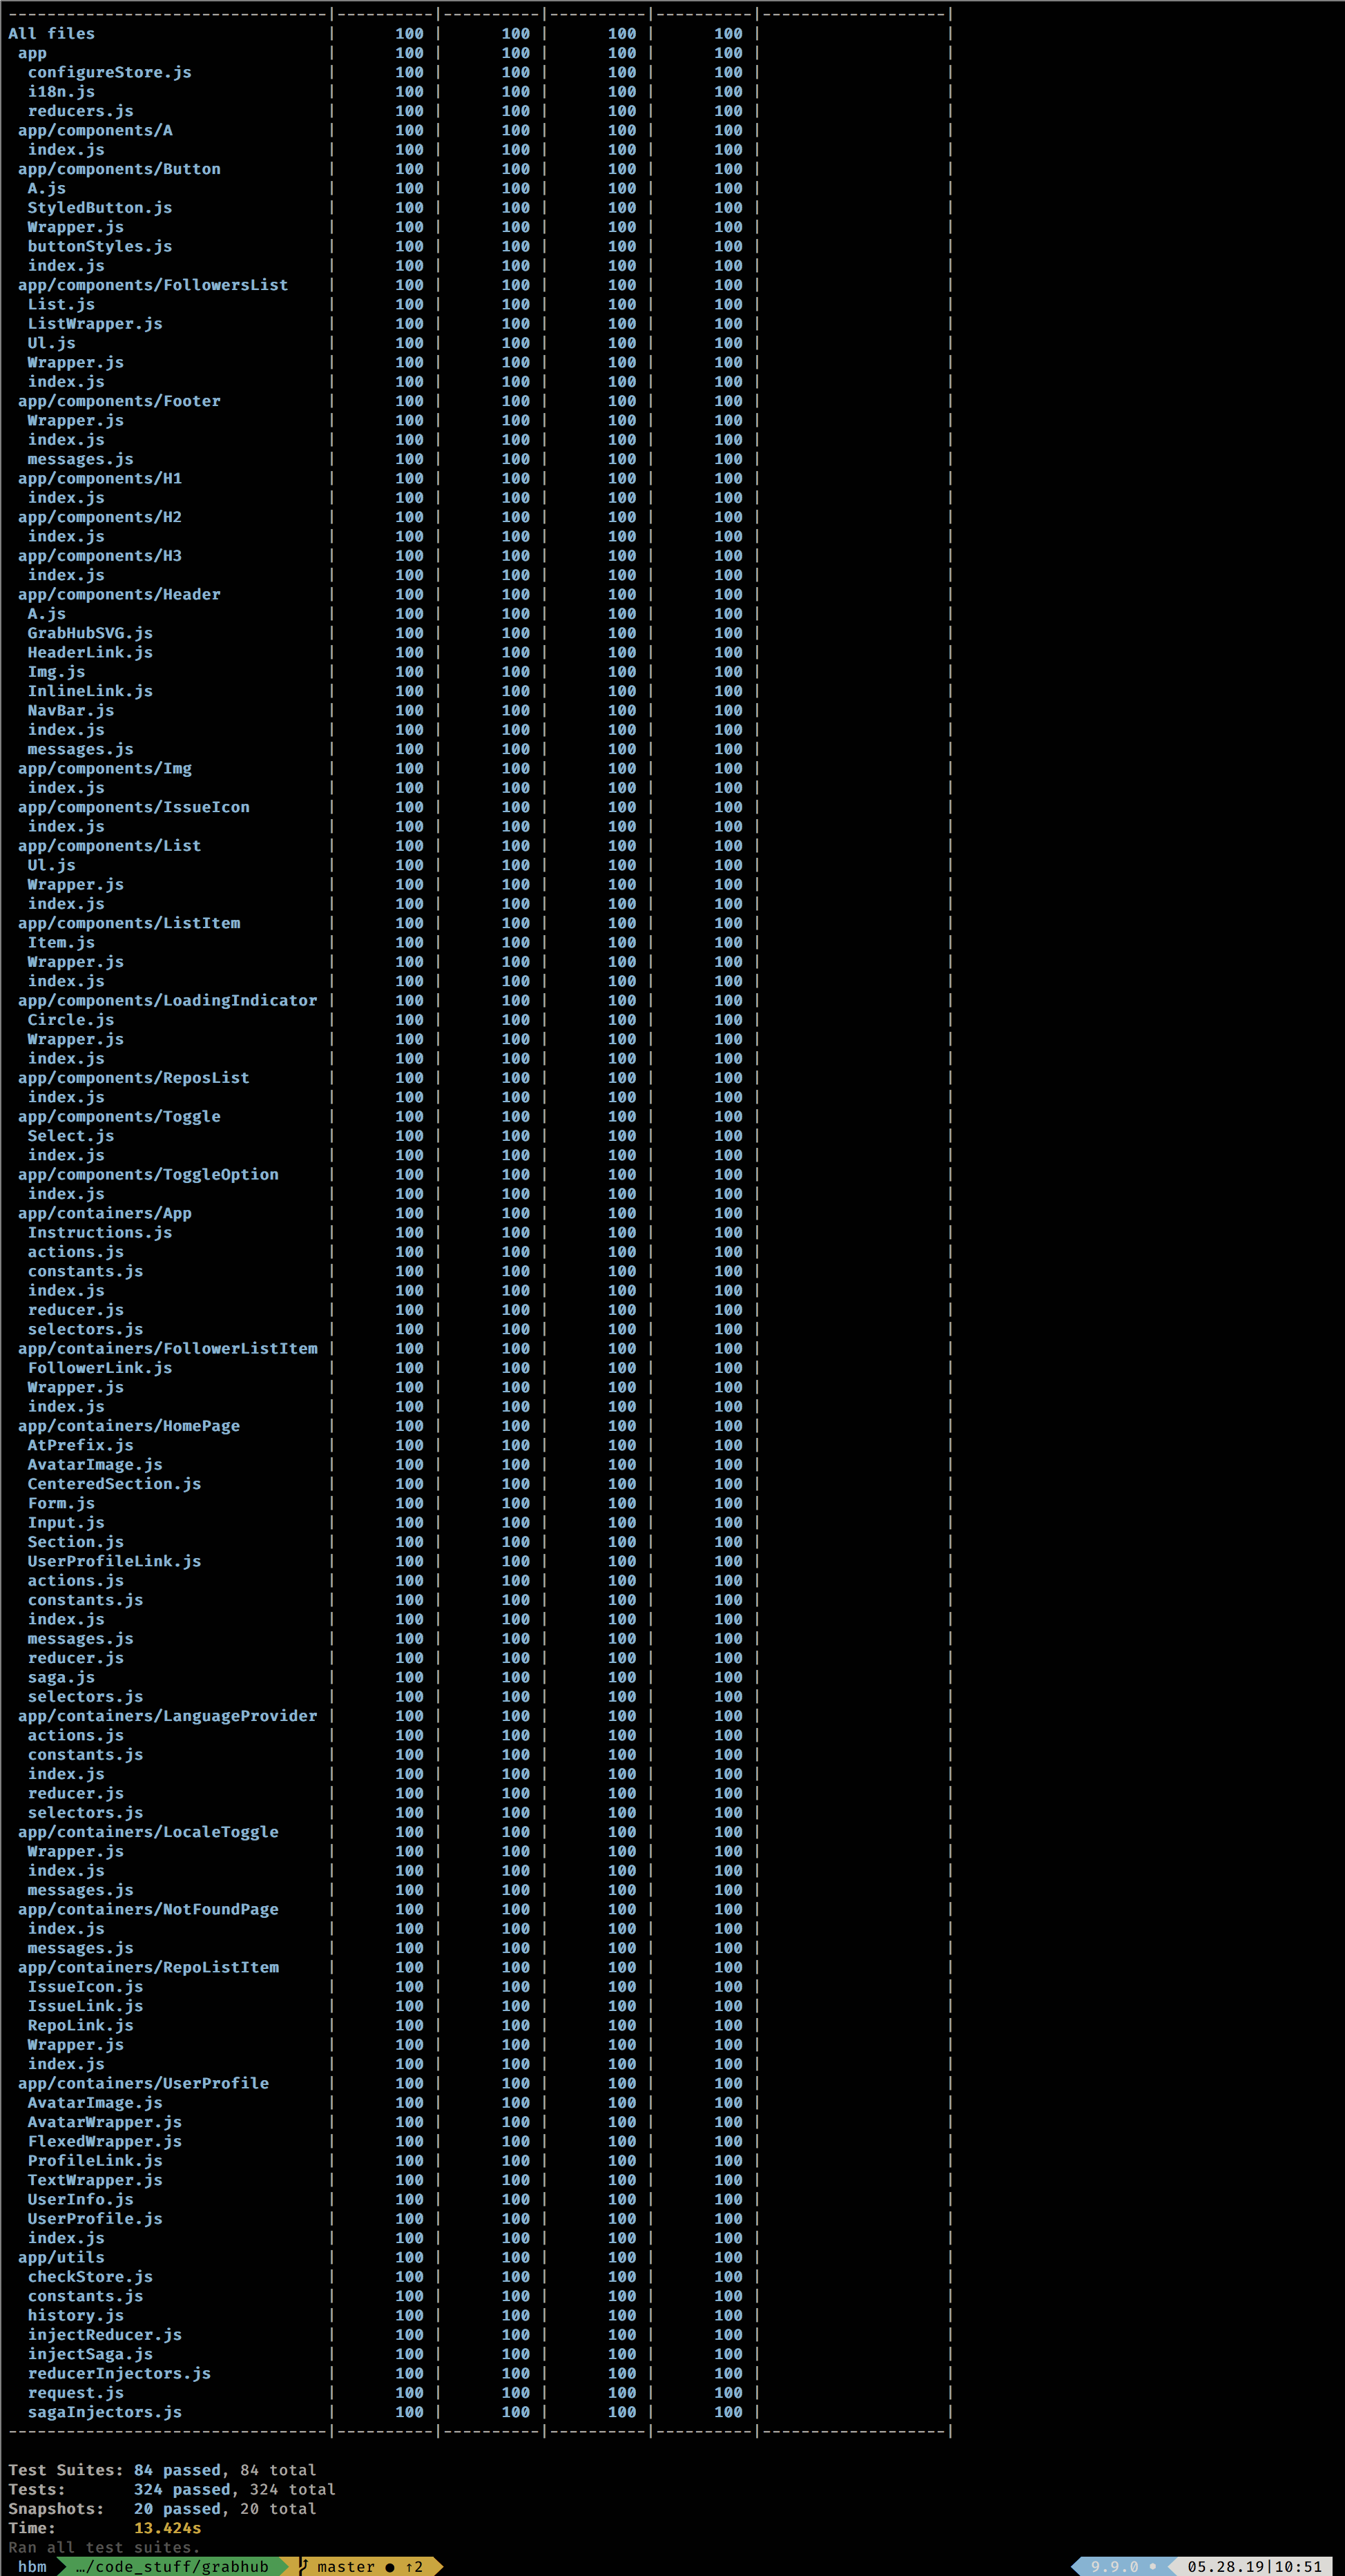 --------------------------------|----------|----------|----------|----------|-------------------|
All files                       |      100 |      100 |      100 |      100 |                   |
 app                            |      100 |      100 |      100 |      100 |                   |
  configureStore.js             |      100 |      100 |      100 |      100 |                   |
  i18n.js                       |      100 |      100 |      100 |      100 |                   |
  reducers.js                   |      100 |      100 |      100 |      100 |                   |
 app/components/A               |      100 |      100 |      100 |      100 |                   |
  index.js                      |      100 |      100 |      100 |      100 |                   |
 app/components/Button          |      100 |      100 |      100 |      100 |                   |
  A.js                          |      100 |      100 |      100 |      100 |                   |
  StyledButton.js               |      100 |      100 |      100 |      100 |                   |
  Wrapper.js                    |      100 |      100 |      100 |      100 |                   |
  buttonStyles.js               |      100 |      100 |      100 |      100 |                   |
  index.js                      |      100 |      100 |      100 |      100 |                   |
 app/components/FollowersList   |      100 |      100 |      100 |      100 |                   |
  List.js                       |      100 |      100 |      100 |      100 |                   |
  ListWrapper.js                |      100 |      100 |      100 |      100 |                   |
  Ul.js                         |      100 |      100 |      100 |      100 |                   |
  Wrapper.js                    |      100 |      100 |      100 |      100 |                   |
  index.js                      |      100 |      100 |      100 |      100 |                   |
 app/components/Footer          |      100 |      100 |      100 |      100 |                   |
  Wrapper.js                    |      100 |      100 |      100 |      100 |                   |
  index.js                      |      100 |      100 |      100 |      100 |                   |
  messages.js                   |      100 |      100 |      100 |      100 |                   |
 app/components/H1              |      100 |      100 |      100 |      100 |                   |
  index.js                      |      100 |      100 |      100 |      100 |                   |
 app/components/H2              |      100 |      100 |      100 |      100 |                   |
  index.js                      |      100 |      100 |      100 |      100 |                   |
 app/components/H3              |      100 |      100 |      100 |      100 |                   |
  index.js                      |      100 |      100 |      100 |      100 |                   |
 app/components/Header          |      100 |      100 |      100 |      100 |                   |
  A.js                          |      100 |      100 |      100 |      100 |                   |
  GrabHubSVG.js                 |      100 |      100 |      100 |      100 |                   |
  HeaderLink.js                 |      100 |      100 |      100 |      100 |                   |
  Img.js                        |      100 |      100 |      100 |      100 |                   |
  InlineLink.js                 |      100 |      100 |      100 |      100 |                   |
  NavBar.js                     |      100 |      100 |      100 |      100 |                   |
  index.js                      |      100 |      100 |      100 |      100 |                   |
  messages.js                   |      100 |      100 |      100 |      100 |                   |
 app/components/Img             |      100 |      100 |      100 |      100 |                   |
  index.js                      |      100 |      100 |      100 |      100 |                   |
 app/components/IssueIcon       |      100 |      100 |      100 |      100 |                   |
  index.js                      |      100 |      100 |      100 |      100 |                   |
 app/components/List            |      100 |      100 |      100 |      100 |                   |
  Ul.js                         |      100 |      100 |      100 |      100 |                   |
  Wrapper.js                    |      100 |      100 |      100 |      100 |                   |
  index.js                      |      100 |      100 |      100 |      100 |                   |
 app/components/ListItem        |      100 |      100 |      100 |      100 |                   |
  Item.js                       |      100 |      100 |      100 |      100 |                   |
  Wrapper.js                    |      100 |      100 |      100 |      100 |                   |
  index.js                      |      100 |      100 |      100 |      100 |                   |
 app/components/LoadingIndicator |      100 |      100 |      100 |      100 |                   |
  Circle.js                     |      100 |      100 |      100 |      100 |                   |
  Wrapper.js                    |      100 |      100 |      100 |      100 |                   |
  index.js                      |      100 |      100 |      100 |      100 |                   |
 app/components/ReposList       |      100 |      100 |      100 |      100 |                   |
  index.js                      |      100 |      100 |      100 |      100 |                   |
 app/components/Toggle          |      100 |      100 |      100 |      100 |                   |
  Select.js                     |      100 |      100 |      100 |      100 |                   |
  index.js                      |      100 |      100 |      100 |      100 |                   |
 app/components/ToggleOption    |      100 |      100 |      100 |      100 |                   |
  index.js                      |      100 |      100 |      100 |      100 |                   |
 app/containers/App             |      100 |      100 |      100 |      100 |                   |
  Instructions.js               |      100 |      100 |      100 |      100 |                   |
  actions.js                    |      100 |      100 |      100 |      100 |                   |
  constants.js                  |      100 |      100 |      100 |      100 |                   |
  index.js                      |      100 |      100 |      100 |      100 |                   |
  reducer.js                    |      100 |      100 |      100 |      100 |                   |
  selectors.js                  |      100 |      100 |      100 |      100 |                   |
 app/containers/FollowerListItem |      100 |      100 |      100 |      100 |                   |
  FollowerLink.js               |      100 |      100 |      100 |      100 |                   |
  Wrapper.js                    |      100 |      100 |      100 |      100 |                   |
  index.js                      |      100 |      100 |      100 |      100 |                   |
 app/containers/HomePage        |      100 |      100 |      100 |      100 |                   |
  AtPrefix.js                   |      100 |      100 |      100 |      100 |                   |
  AvatarImage.js                |      100 |      100 |      100 |      100 |                   |
  CenteredSection.js            |      100 |      100 |      100 |      100 |                   |
  Form.js                       |      100 |      100 |      100 |      100 |                   |
  Input.js                      |      100 |      100 |      100 |      100 |                   |
  Section.js                    |      100 |      100 |      100 |      100 |                   |
  UserProfileLink.js            |      100 |      100 |      100 |      100 |                   |
  actions.js                    |      100 |      100 |      100 |      100 |                   |
  constants.js                  |      100 |      100 |      100 |      100 |                   |
  index.js                      |      100 |      100 |      100 |      100 |                   |
  messages.js                   |      100 |      100 |      100 |      100 |                   |
  reducer.js                    |      100 |      100 |      100 |      100 |                   |
  saga.js                       |      100 |      100 |      100 |      100 |                   |
  selectors.js                  |      100 |      100 |      100 |      100 |                   |
 app/containers/LanguageProvider |      100 |      100 |      100 |      100 |                   |
  actions.js                    |      100 |      100 |      100 |      100 |                   |
  constants.js                  |      100 |      100 |      100 |      100 |                   |
  index.js                      |      100 |      100 |      100 |      100 |                   |
  reducer.js                    |      100 |      100 |      100 |      100 |                   |
  selectors.js                  |      100 |      100 |      100 |      100 |                   |
 app/containers/LocaleToggle    |      100 |      100 |      100 |      100 |                   |
  Wrapper.js                    |      100 |      100 |      100 |      100 |                   |
  index.js                      |      100 |      100 |      100 |      100 |                   |
  messages.js                   |      100 |      100 |      100 |      100 |                   |
 app/containers/NotFoundPage    |      100 |      100 |      100 |      100 |                   |
  index.js                      |      100 |      100 |      100 |      100 |                   |
  messages.js                   |      100 |      100 |      100 |      100 |                   |
 app/containers/RepoListItem    |      100 |      100 |      100 |      100 |                   |
  IssueIcon.js                  |      100 |      100 |      100 |      100 |                   |
  IssueLink.js                  |      100 |      100 |      100 |      100 |                   |
  RepoLink.js                   |      100 |      100 |      100 |      100 |                   |
  Wrapper.js                    |      100 |      100 |      100 |      100 |                   |
  index.js                      |      100 |      100 |      100 |      100 |                   |
 app/containers/UserProfile     |      100 |      100 |      100 |      100 |                   |
  AvatarImage.js                |      100 |      100 |      100 |      100 |                   |
  AvatarWrapper.js              |      100 |      100 |      100 |      100 |                   |
  FlexedWrapper.js              |      100 |      100 |      100 |      100 |                   |
  ProfileLink.js                |      100 |      100 |      100 |      100 |                   |
  TextWrapper.js                |      100 |      100 |      100 |      100 |                   |
  UserInfo.js                   |      100 |      100 |      100 |      100 |                   |
  UserProfile.js                |      100 |      100 |      100 |      100 |                   |
  index.js                      |      100 |      100 |      100 |      100 |                   |
 app/utils                      |      100 |      100 |      100 |      100 |                   |
  checkStore.js                 |      100 |      100 |      100 |      100 |                   |
  constants.js                  |      100 |      100 |      100 |      100 |                   |
  history.js                    |      100 |      100 |      100 |      100 |                   |
  injectReducer.js              |      100 |      100 |      100 |      100 |                   |
  injectSaga.js                 |      100 |      100 |      100 |      100 |                   |
  reducerInjectors.js           |      100 |      100 |      100 |      100 |                   |
  request.js                    |      100 |      100 |      100 |      100 |                   |
  sagaInjectors.js              |      100 |      100 |      100 |      100 |                   |
--------------------------------|----------|----------|----------|----------|-------------------|
Test Suites: 84 passed, 84 total
Tests:       324 passed, 324 total
Snapshots:   20 passed, 20 total
Time:        13.424s
Ran all test suites.
hbm …/code_stuff/grabhub master ● ↑2 9.9.0 05.28.19|10:51